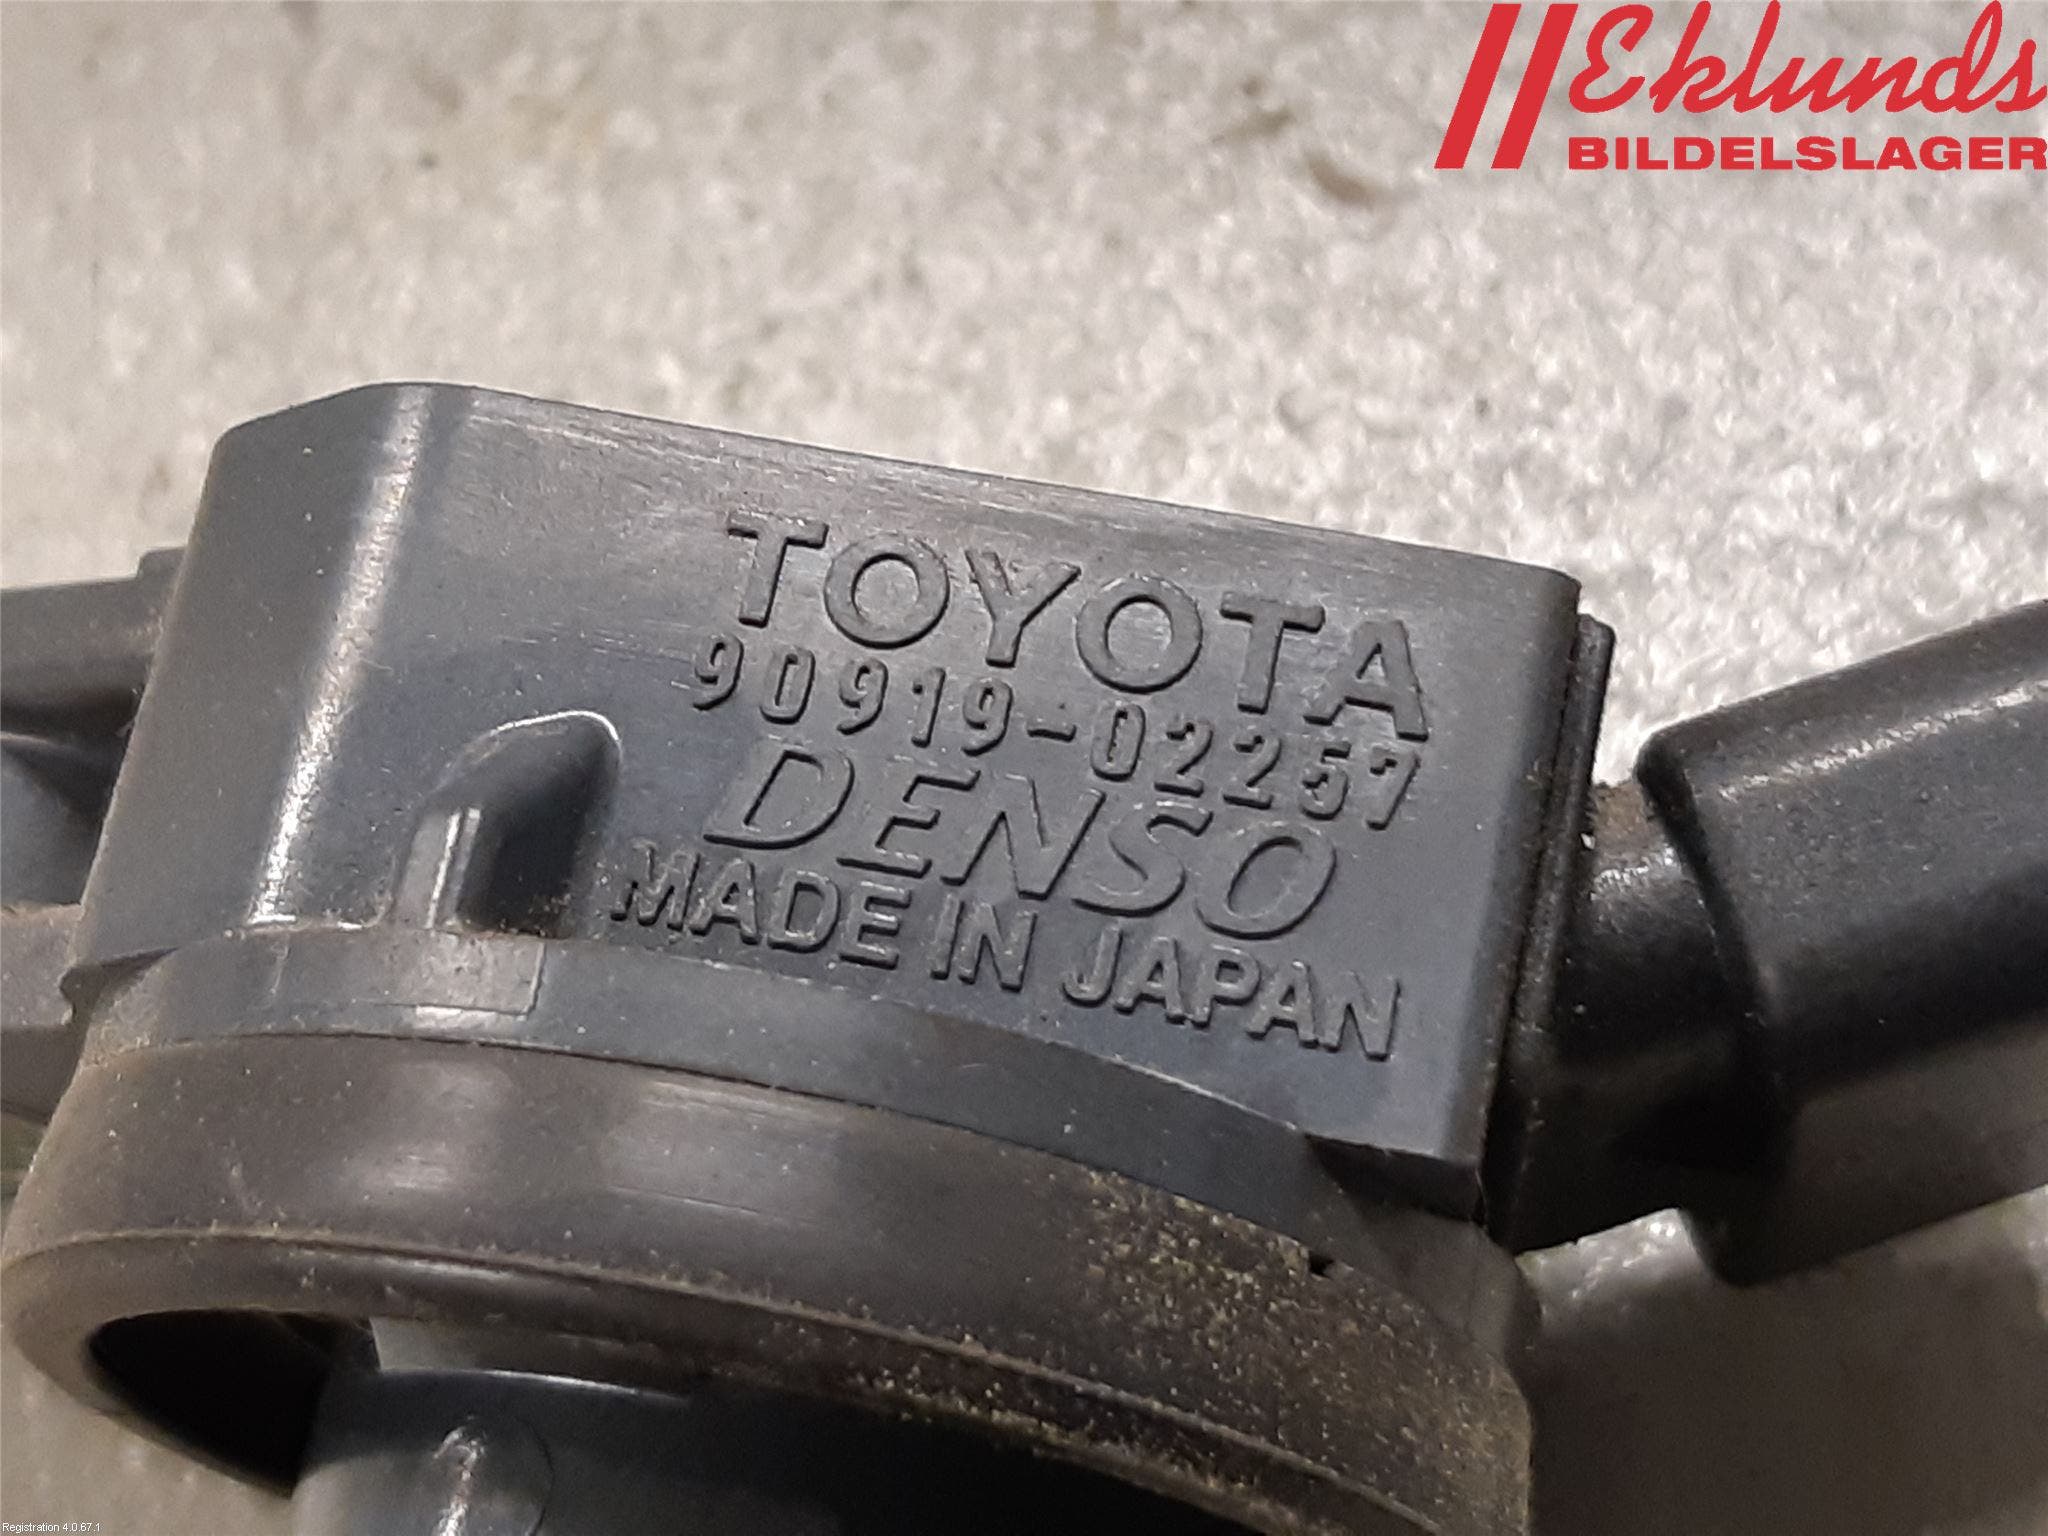 Eklunds
BILDELSLAGER
TOYOTA
90919-02257
DENSO
MADE IN JAPAN
Registration 4.0.67.1